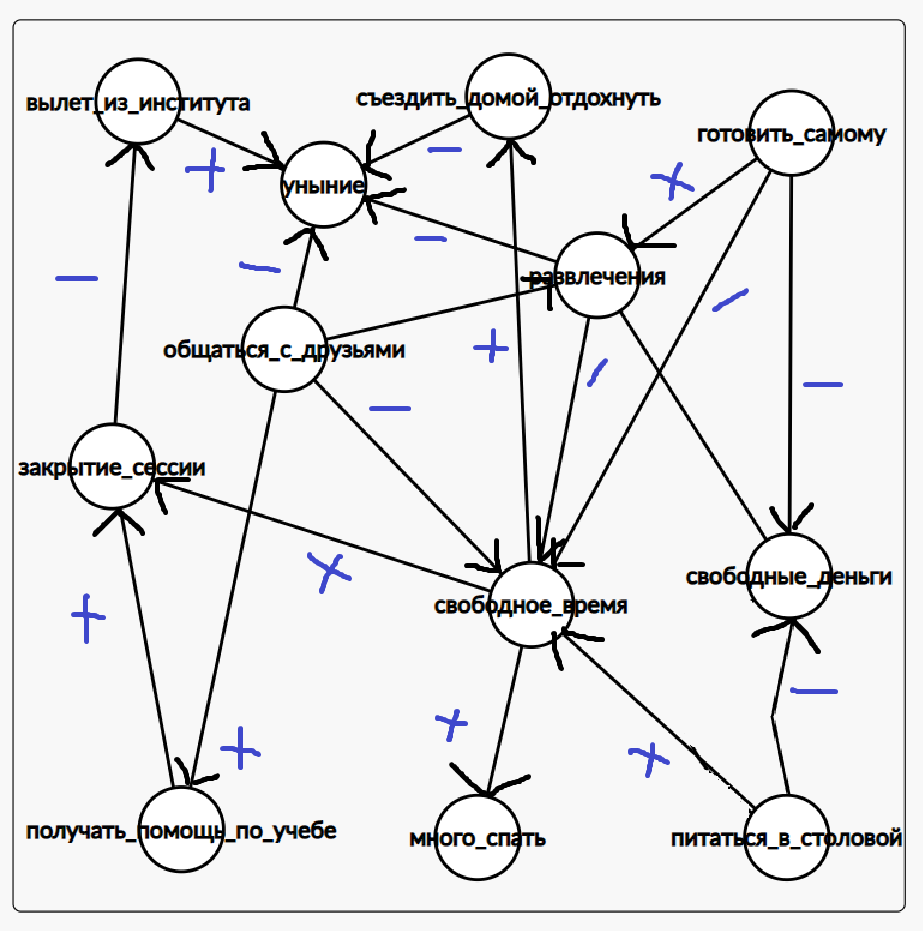 вылет_из_института
съездить_домой_отдохнуть
готовить_самому
+
−
+
уныние
−
−
−
развлечения
−
+
−
общаться_с_друзьями
−
−
закрытие_сессии
+
свободные_деньги
+
свободное_время
−
+
+
+
получать_помощь_по_учебе
много_спать
питаться_в_столовой